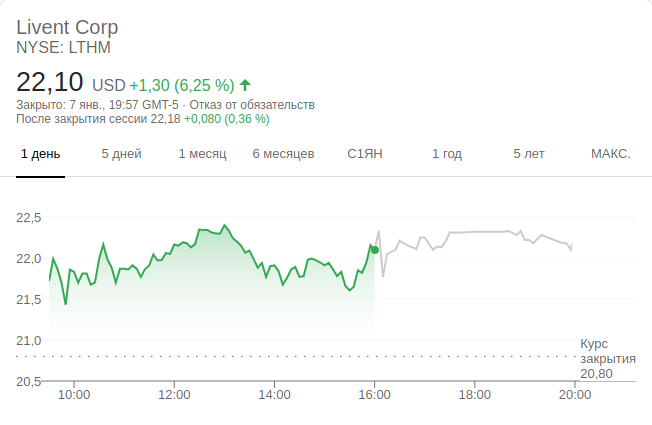 Livent Corp
NYSE: LTHM
22,10 USD +1,30 (6,25 %)
Закрыто: 7 янв., 19:57 GMT-5 · Отказ от обязательств
После закрытия сессии 22,18 +0,080 (0,36 %)
1 день 5 дней 1 месяц 6 месяцев С1ЯН 1 год 5 лет МАКС.
22,5
22,0
21,5
21,0
20,5
Курс
закрытия
20,80
10:00 12:00 14:00 16:00 18:00 20:00